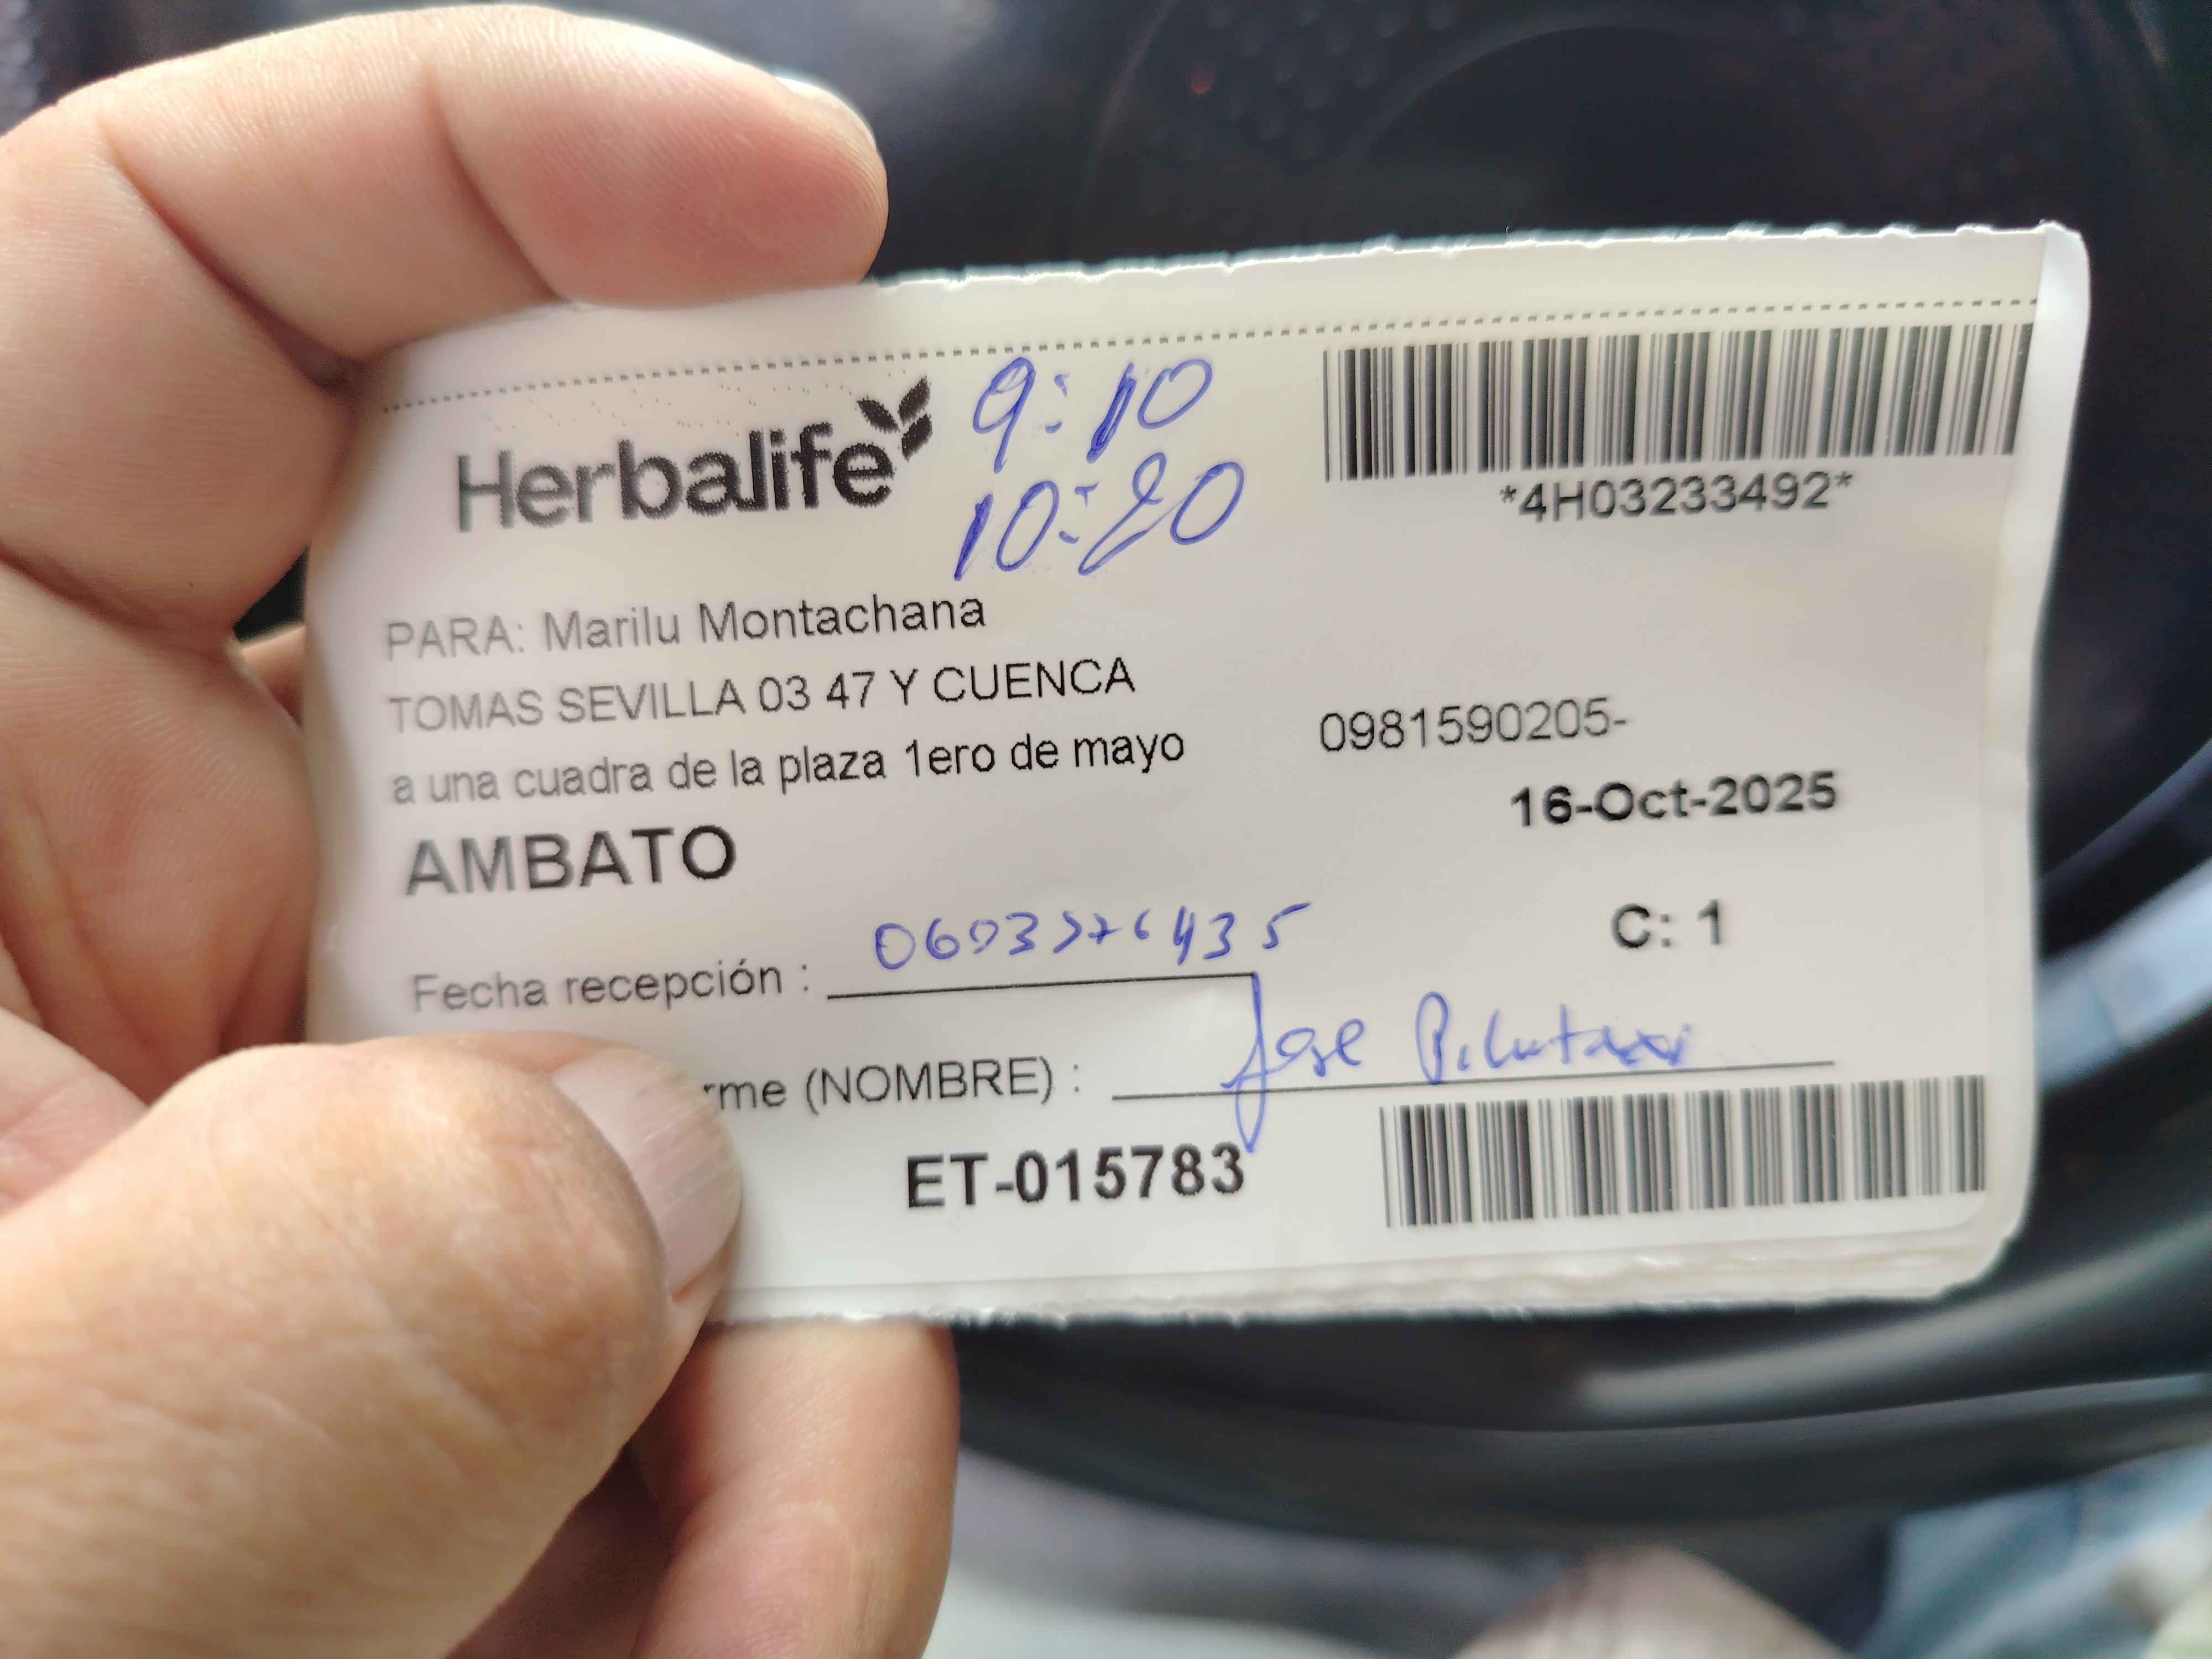 Herbalife
9:10
10:20
*4H03233492*
PARA: Marilu Montachana
TOMAS SEVILLA 03 47 Y CUENCA
a una cuadra de la plaza 1ero de mayo
0981590205-
16-Oct-2025
AMBATO
C: 1
Fecha recepción :
rme (NOMBRE) : Jose
ET-015783